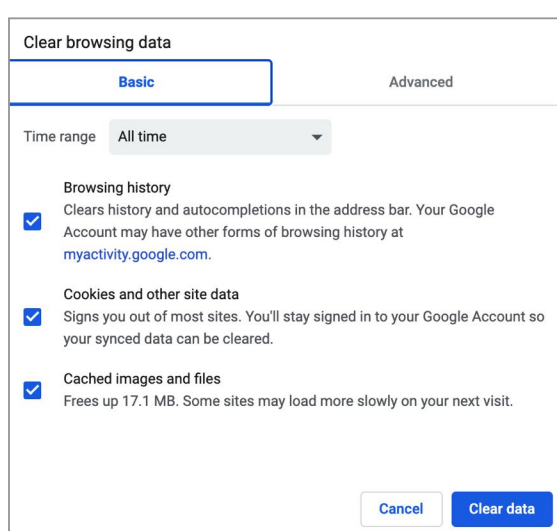 Clear browsing data
Basic
Advanced
Time range
All time
Browsing history
Clears history and autocompletions in the address bar. Your Google
Account may have other forms of browsing history at
myactivity.google.com.
Cookies and other site data
Signs you out of most sites. You'll stay signed in to your Google Account so
your synced data can be cleared.
Cached images and files
Frees up 17.1 MB. Some sites may load more slowly on your next visit.
Cancel
Clear data